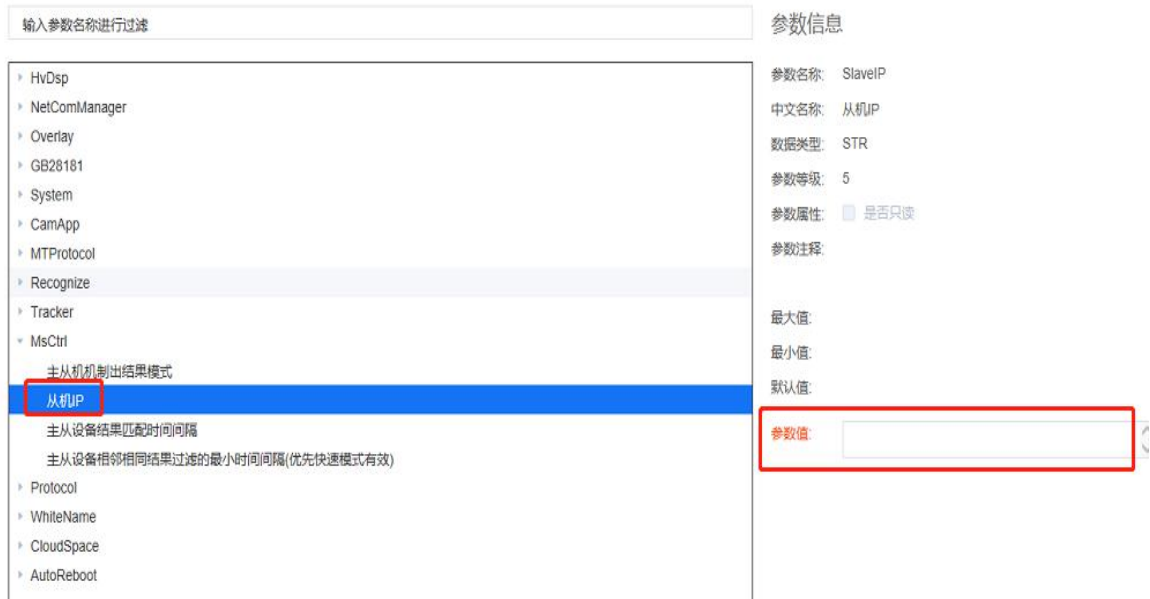 输入参数名称进行过滤
HvDsp
NetComManager
Overlay
GB28181
System
CamApp
MTProtocol
Recognize
Tracker
MsCtrl
主从机机制出结果模式
从机IP
主从设备结果匹配时间间隔
主从设备相邻相同结果过滤的最小时间间隔(优先快速模式有效)
Protocol
WhiteName
CloudSpace
AutoReboot
参数信息
参数名称: SlaveIP
中文名称: 从机IP
数据类型: STR
参数等级: 5
参数属性: 是否只读
参数注释:
最大值:
最小值:
默认值:
参数值: